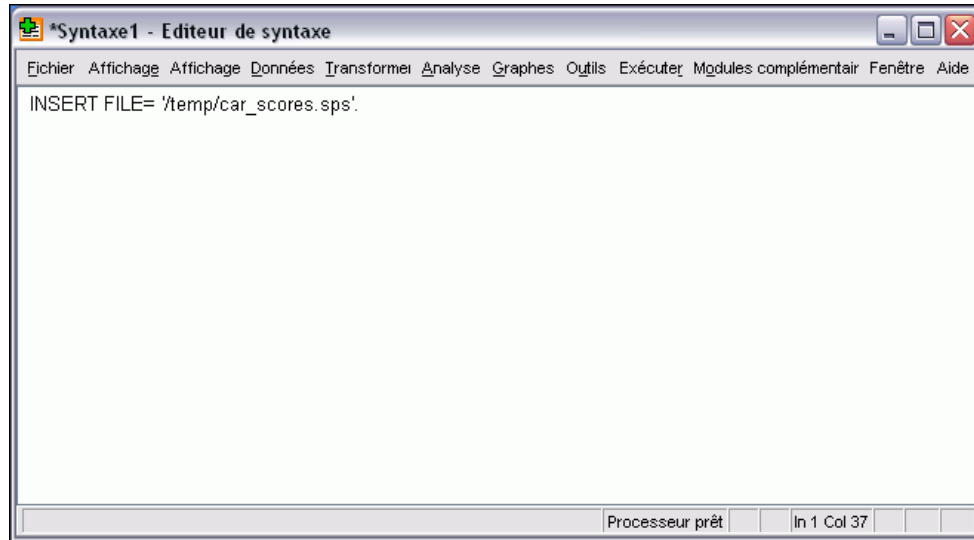 *Syntaxe1 - Editeur de syntaxe
Fichier Affichage Affichage Données Transformer Analyse Graphes Outils Exécuter Modules complémentair Fenêtre Aide
INSERT FILE= '/temp/car_scores.sps'.
Processeur prêt In 1 Col 37